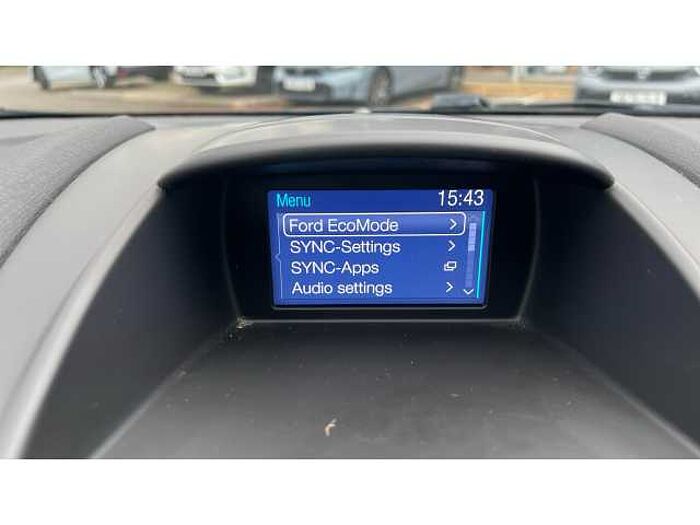 Menu 15:43
Ford EcoMode
SYNC-Settings
SYNC-Apps
Audio settings